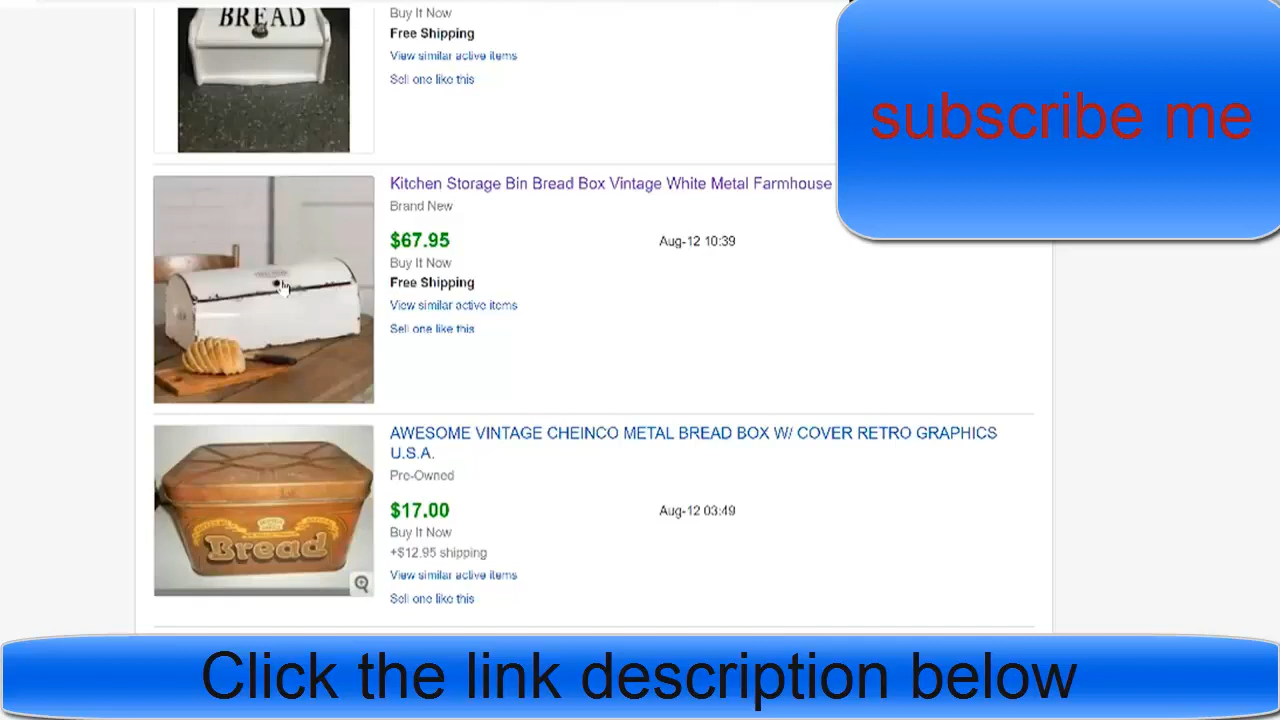 BREAD
Buy It Now
Free Shipping
View similar active items
Sell one like this
subscribe me
Kitchen Storage Bin Bread Box Vintage White Metal Farmhouse
Brand New
$67.95
Aug-12 10:39
Buy It Now
Free Shipping
View similar active items
Sell one like this
AWESOME VINTAGE CHEINCO METAL BREAD BOX W/ COVER RETRO GRAPHICS
U.S.A.
Pre-Owned
$17.00
Aug-12 03:49
Buy It Now
+$12.95 shipping
View similar active items
Sell one like this
Bread
Click the link description below